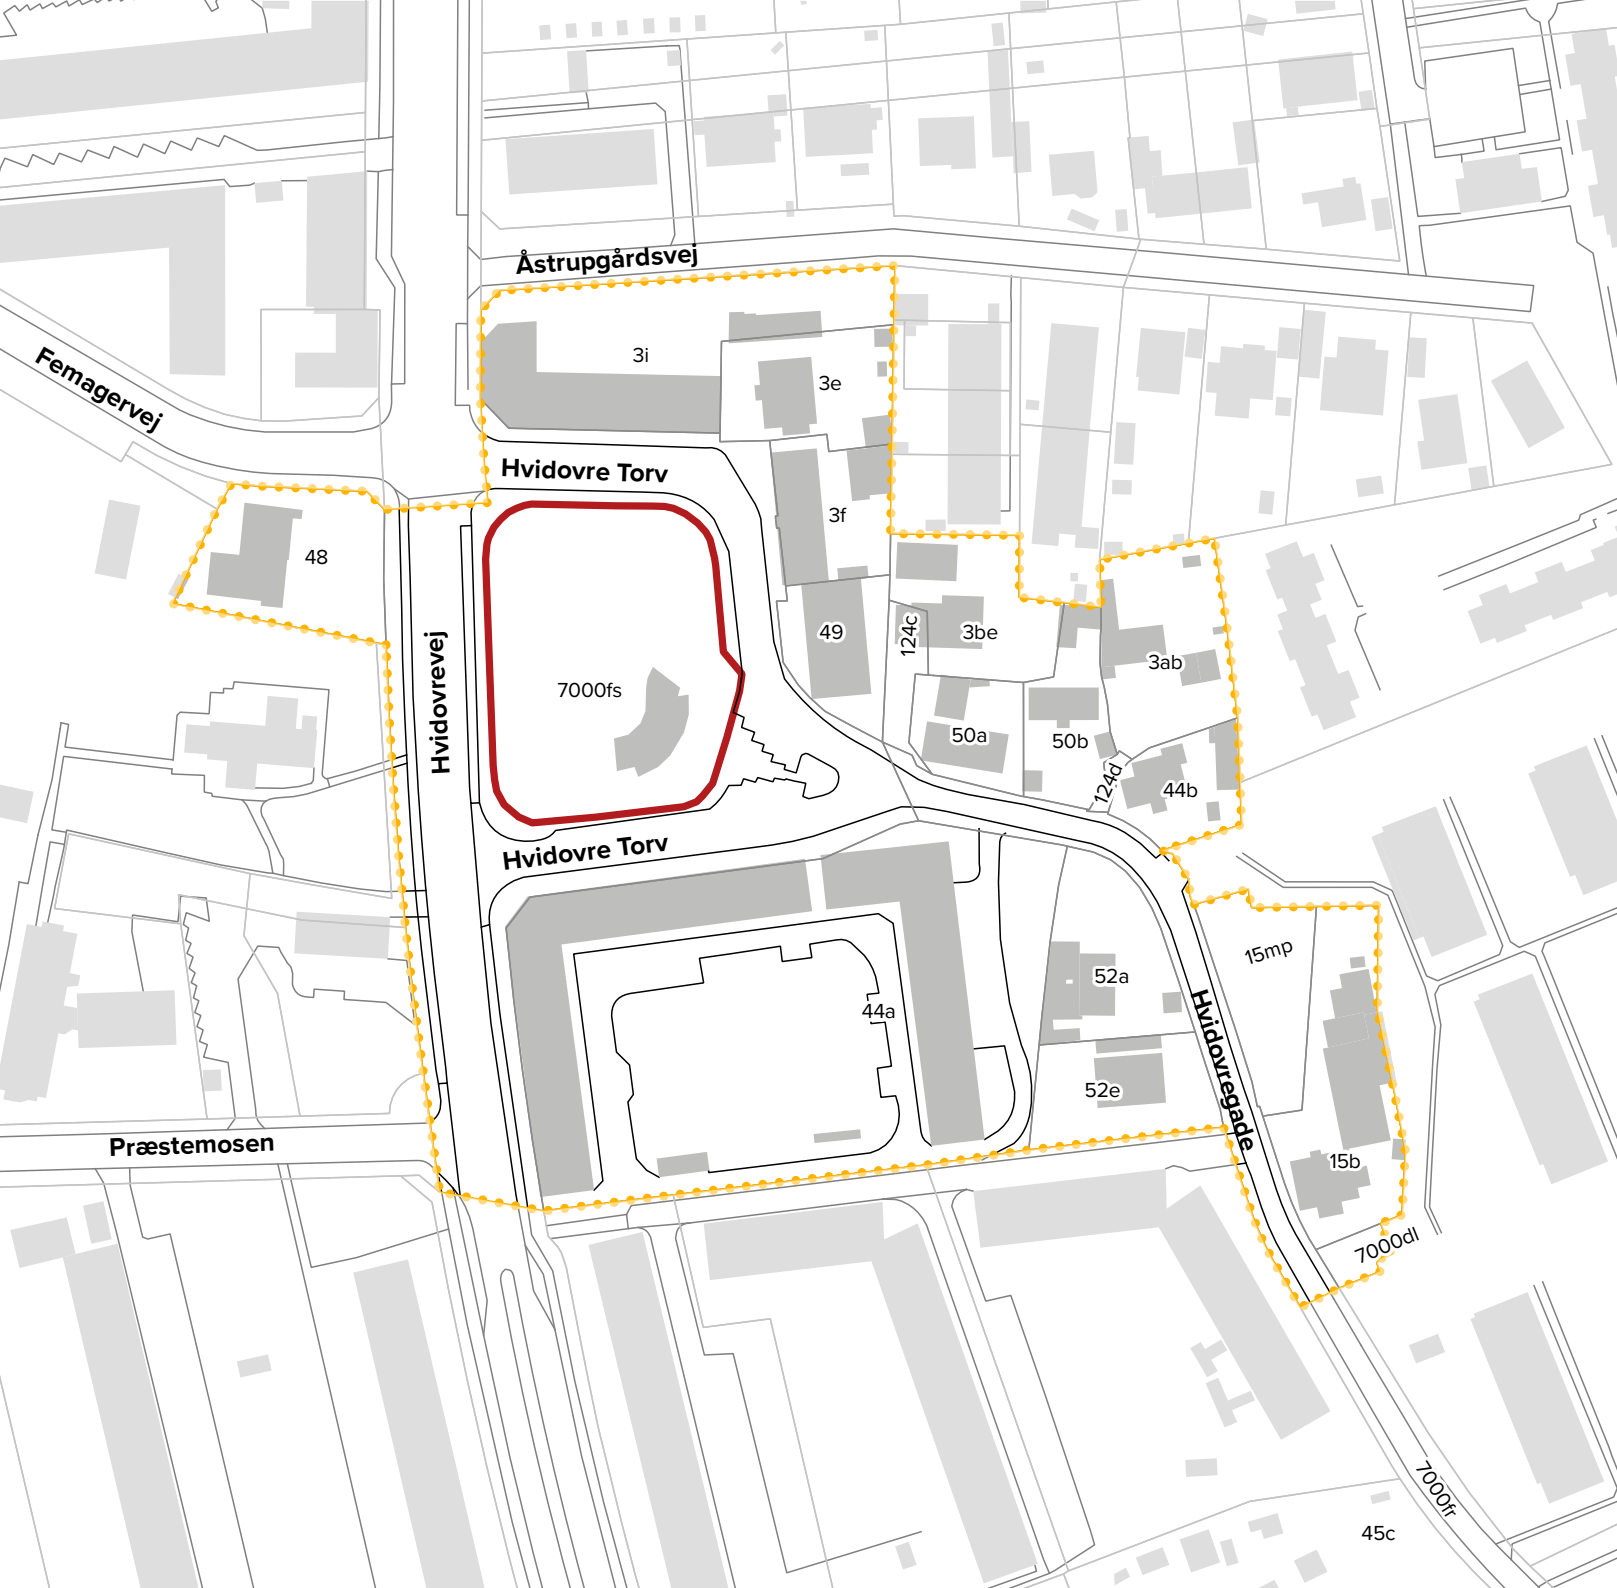 Åstrupgårdsvej
3i
3e
Femagervej
Hvidovre Torv
3f
48
49
124c
3be
3ab
Hvidovrevej
7000fs
50a
50b
124d
44b
Hvidovre Torv
15mp
52a
44a
Hvidovregade
52e
Præstemosen
15b
7000dl
7000fr
45c